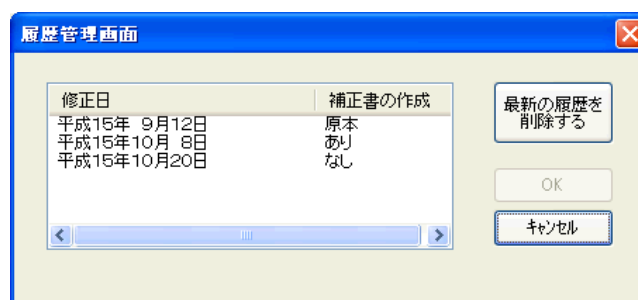 履歴管理画面
修正日 補正書の作成
平成15年 9月12日 原本
平成15年10月 8日 あり
平成15年10月20日 なし
最新の履歴を
削除する
OK
キャンセル